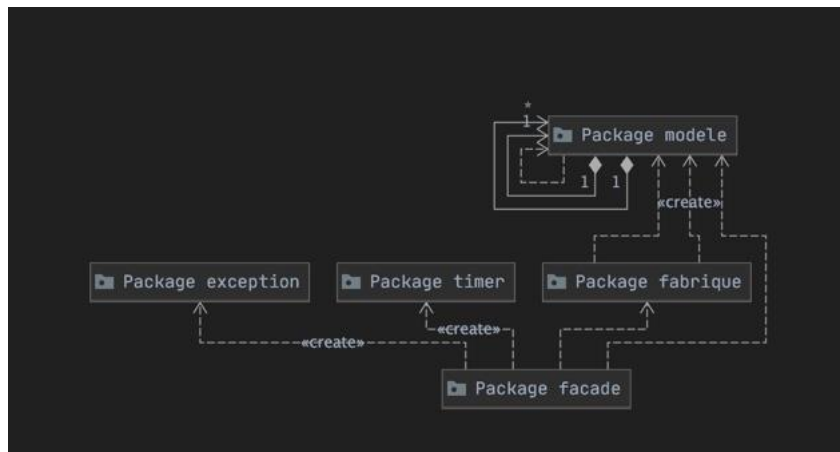 *
1
Package modele
1 1
«create»
Package exception
Package timer
Package fabrique
«create»
«create»
Package facade